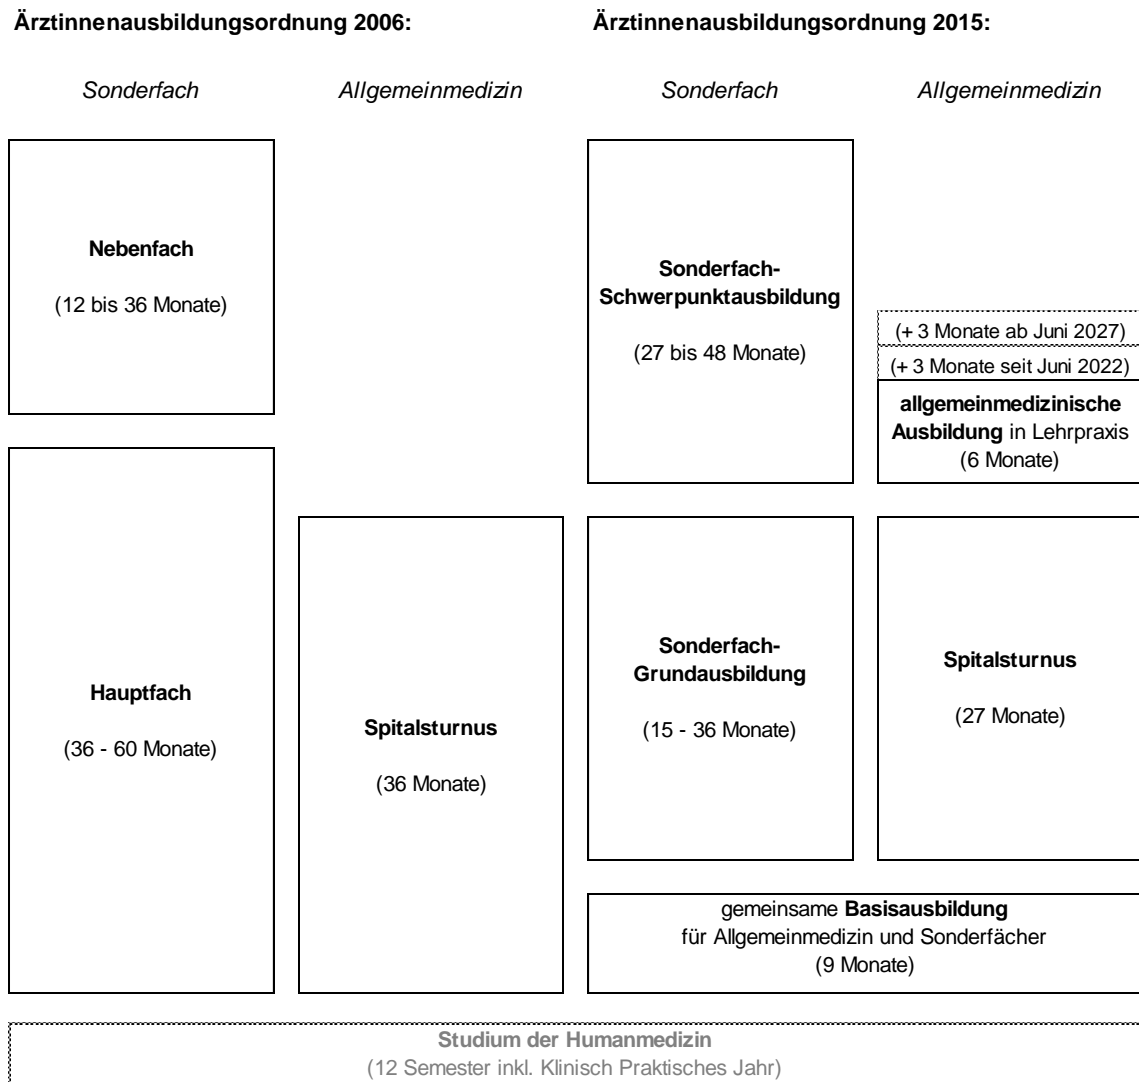 Ärztinnenausbildungsordnung 2006:
Ärztinnenausbildungsordnung 2015:
Sonderfach
Allgemeinmedizin
Sonderfach
Allgemeinmedizin
Nebenfach
(12 bis 36 Monate)
Hauptfach
(36 - 60 Monate)
Spitalsturnus
(36 Monate)
Sonderfach-
Schwerpunktausbildung
(27 bis 48 Monate)
(+ 3 Monate ab Juni 2027)
(+ 3 Monate seit Juni 2022)
allgemeinmedizinische
Ausbildung in Lehrpraxis
(6 Monate)
Sonderfach-
Grundausbildung
(15 - 36 Monate)
Spitalsturnus
(27 Monate)
gemeinsame Basisausbildung
für Allgemeinmedizin und Sonderfächer
(9 Monate)
Studium der Humanmedizin
(12 Semester inkl. Klinisch Praktisches Jahr)